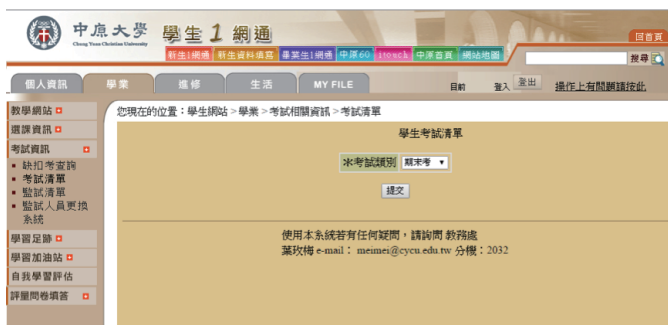 中原大學
Chung Yuan Christian University
學生1網通
回首頁
新生1網通 新生資料填寫 畢業生1網通 中原60 itouch 中原首頁 網站地圖
搜尋
個人資訊 學業 進修 生活 MY FILE
目前 登入 登出 操作上有問題請按此
教學網站
選課資訊
考試資訊
缺扣考查詢
考試清單
監試清單
監試人員更換系統
學習足跡
學習加油站
自我學習評估
評量問卷填答
您現在的位置：學生網站 > 學業 > 考試相關資訊 > 考試清單
學生考試清單
※考試類別 期末考
提交
使用本系統若有任何疑問，請詢問 教務處
葉玫梅 e-mail： meimei@cycu.edu.tw 分機：2032